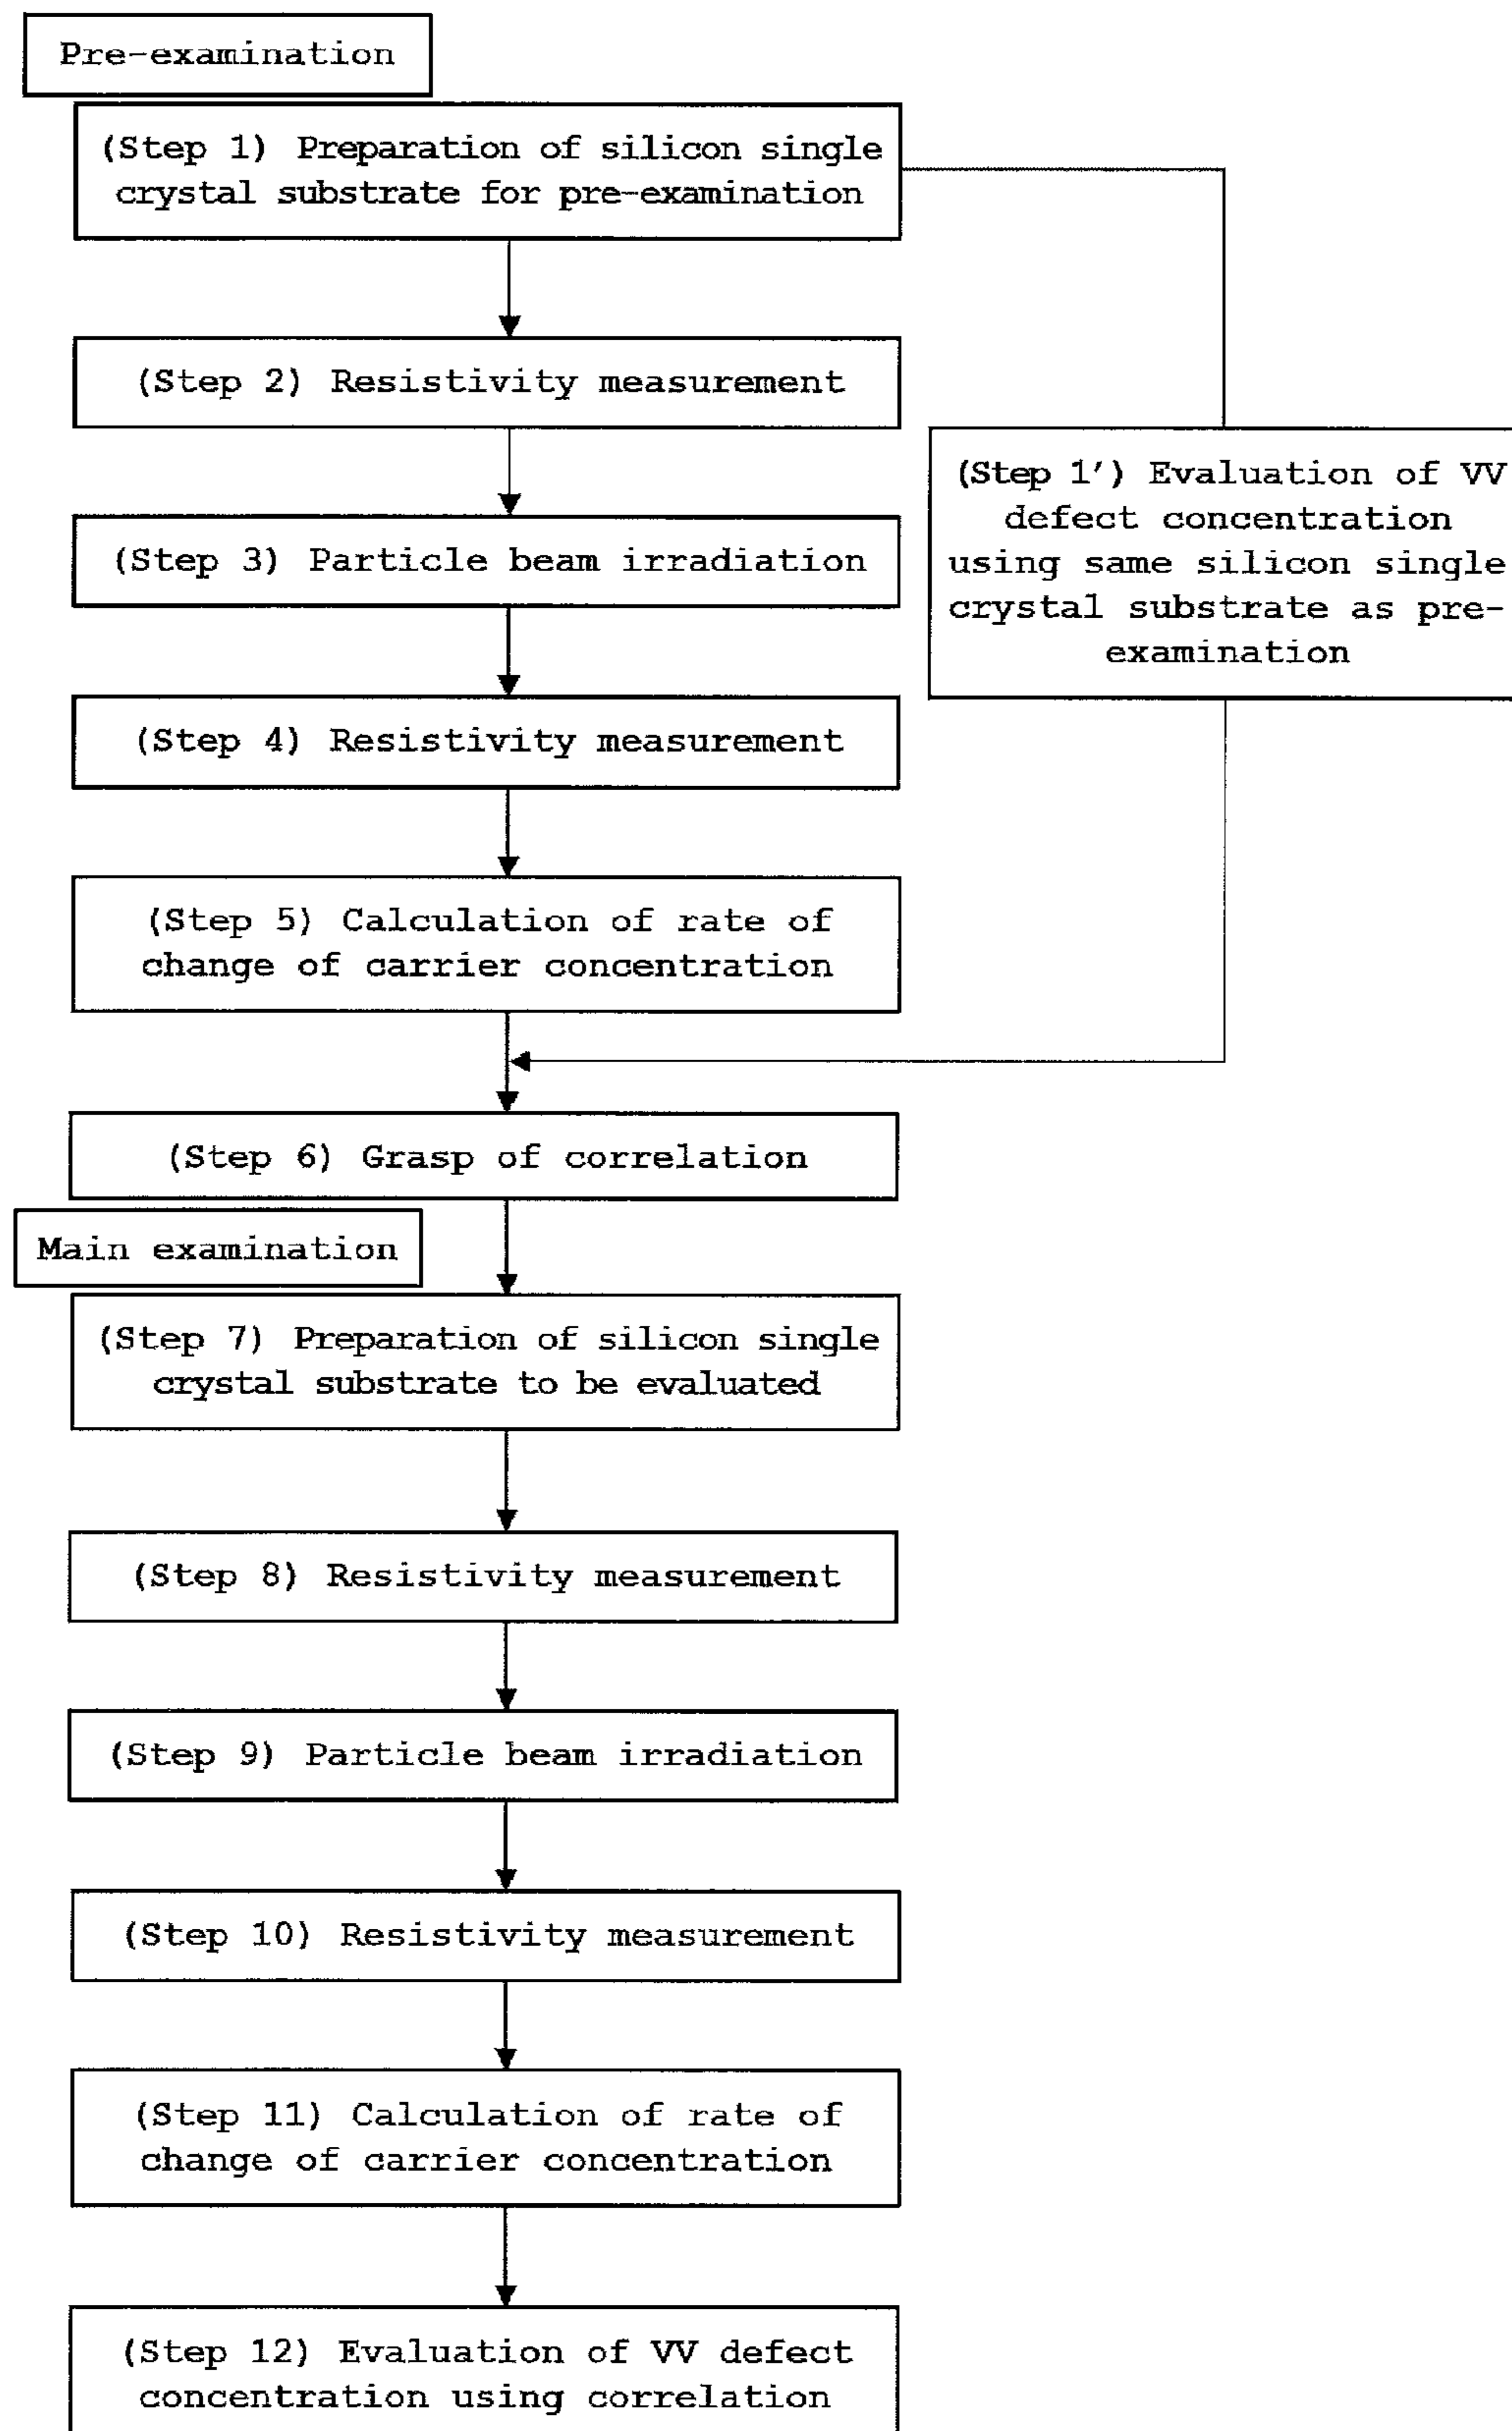 Pre-examination
(Step 1) Preparation of silicon single
crystal substrate for pre-examination
(Step 2) Resistivity measurement
(Step 3) Particle beam irradiation
(Step 1′) Evaluation of VV
defect concentration
using same silicon single
crystal substrate as pre-
examination
(Step 4) Resistivity measurement
(Step 5) Calculation of rate of
change of carrier concentration
(Step 6) Grasp of correlation
Main examination
(Step 7) Preparation of silicon single
crystal substrate to be evaluated
(Step 8) Resistivity measurement
(Step 9) Particle beam irradiation
(Step 10) Resistivity measurement
(Step 11) Calculation of rate of
change of carrier concentration
(Step 12) Evaluation of VV defect
concentration using correlation